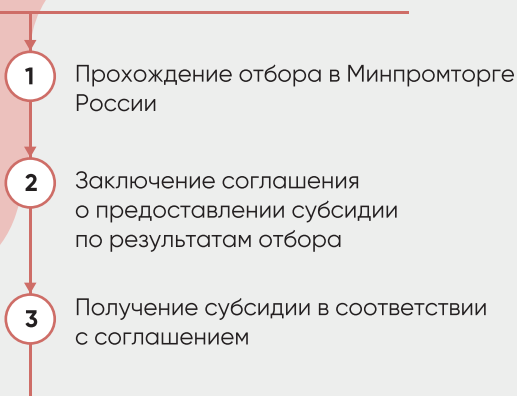 1 Прохождение отбора в Минпромторге
России
2 Заключение соглашения
о предоставлении субсидии
по результатам отбора
3 Получение субсидии в соответствии
с соглашением